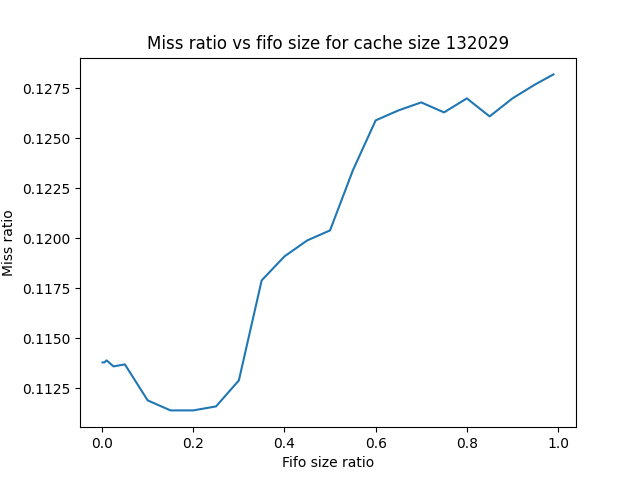 Miss ratio vs fifo size for cache size 132029
0.1275
0.1250
0.1225
0.1200
0.1175
0.1150
0.1125
Miss ratio
0.0 0.2 0.4 0.6 0.8 1.0
Fifo size ratio